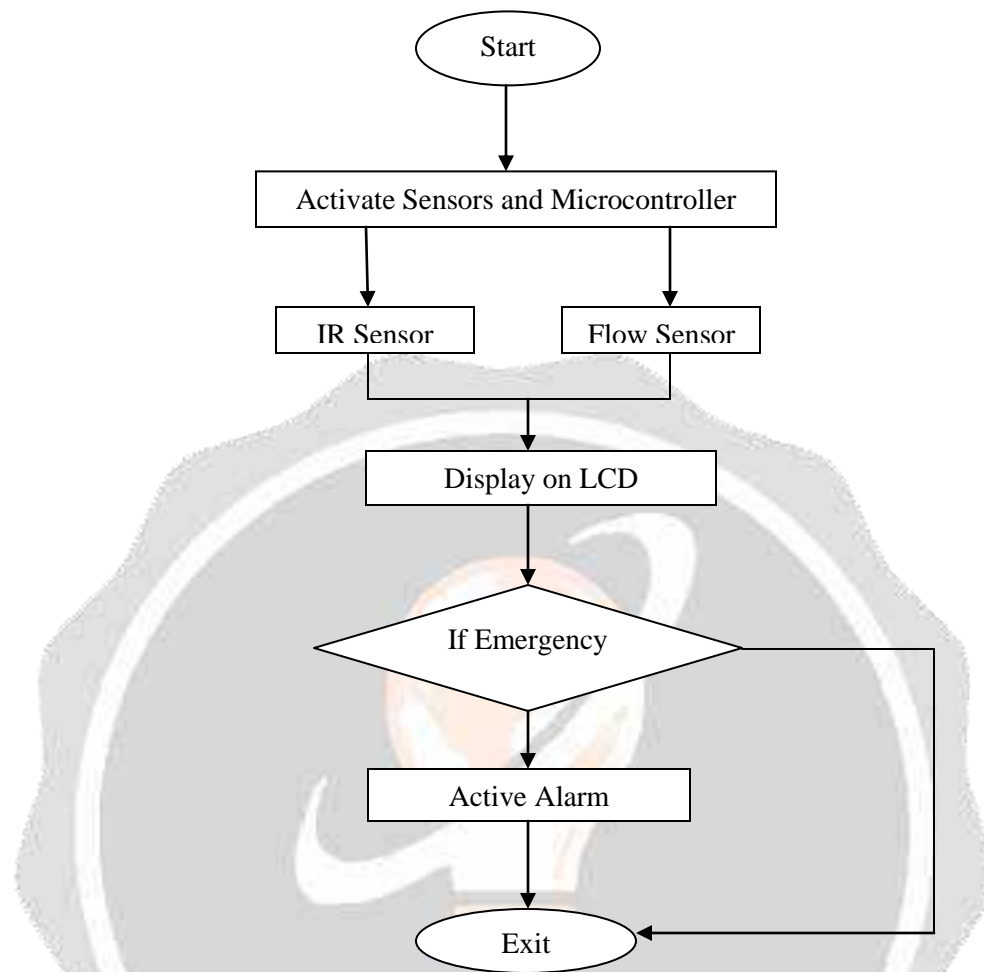 Start
Activate Sensors and Microcontroller
IR Sensor
Flow Sensor
Display on LCD
If Emergency
Active Alarm
Exit